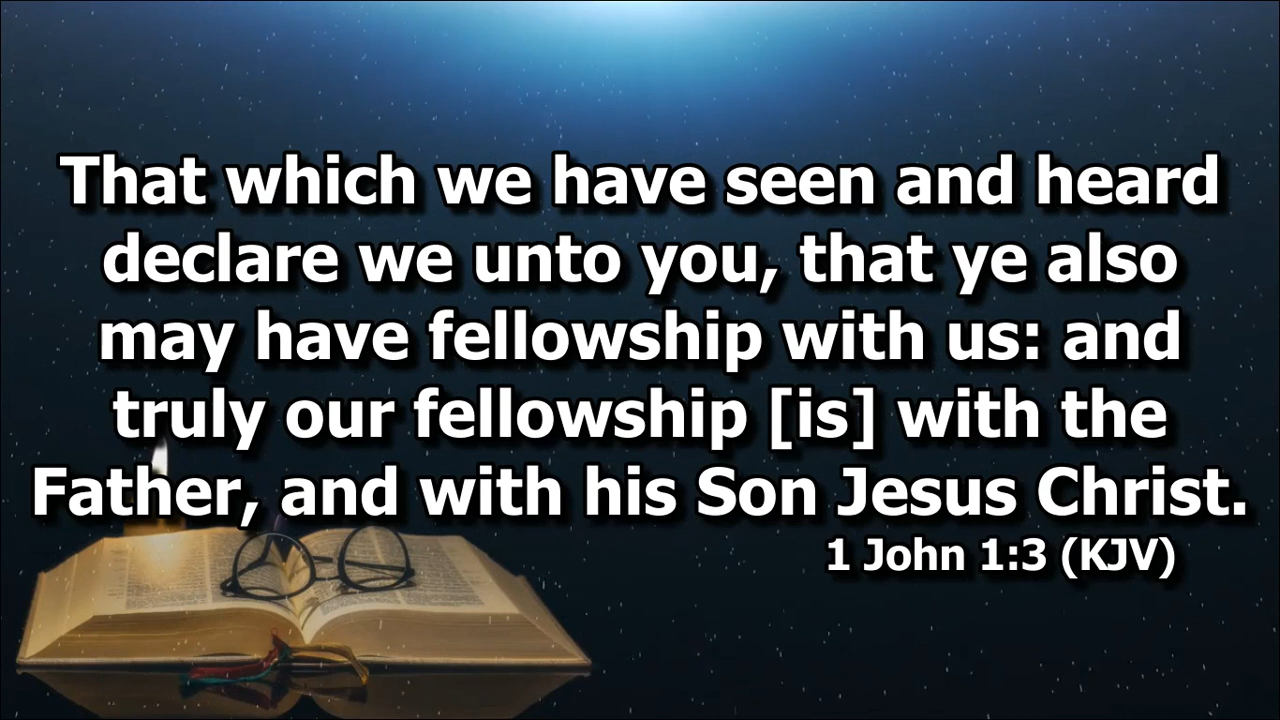 That which we have seen and heard
declare we unto you, that ye also
may have fellowship with us: and
truly our fellowship [is] with the
Father, and with his Son Jesus Christ.
1 John 1:3 (KJV)